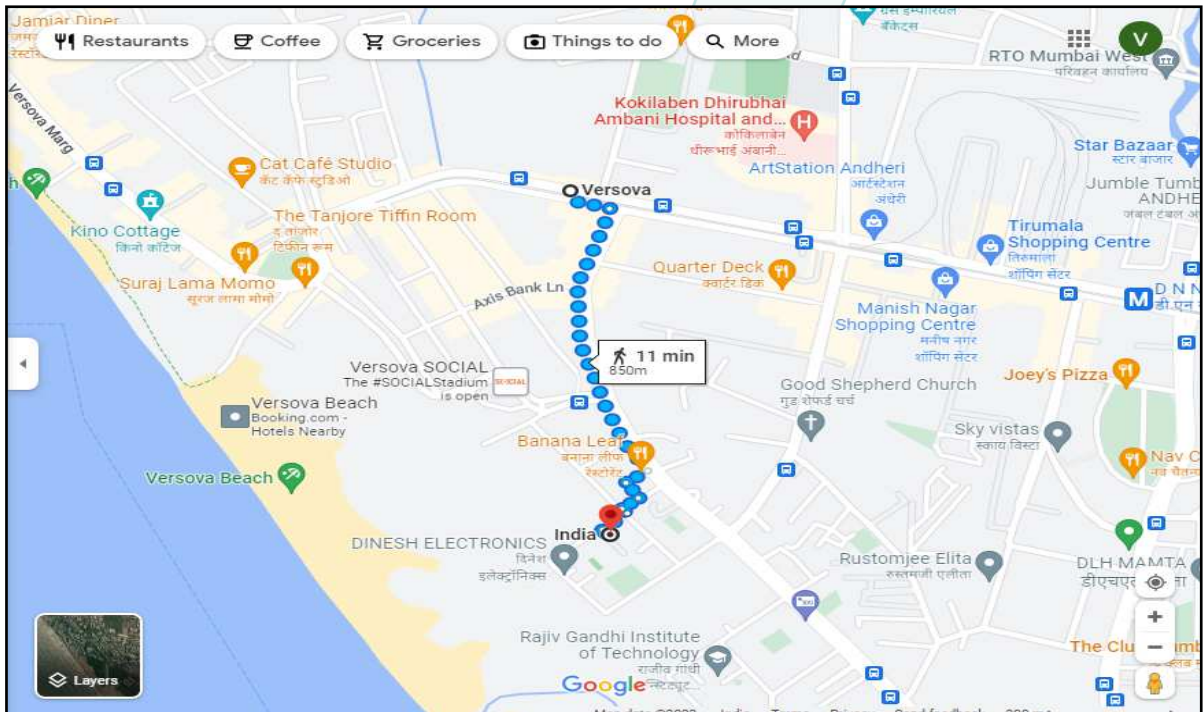 Jamjar Diner
Restaurants
Coffee
Groceries
Things to do
More
V
RTO Mumbai West
परिवहन कार्यालय
Versova Marg
Kokilaben Dhirubhai
Ambani Hospital and...
कोकिलाबेन
धीरूभाई अंबानी...
Star Bazaar
स्टार बाजार
Cat Café Studio
कॅट कॅफे स्टुडिओ
Versova
ArtStation Andheri
आर्टस्टेशन
अंधेरी
Jumble Tumb
ANDHE
Kino Cottage
किनो कॉटेज
The Tanjore Tiffin Room
द तांजोर
टिफीन रूम
Tirumala
Shopping Centre
तिरुमाला
शॉपिंग सेंटर
Suraj Lama Momo
सूरज लामा मोमो
Axis Bank Ln
Quarter Deck
क्वार्टर डेक
M
D N N
डी एन
Manish Nagar
Shopping Centre
मनीष नगर
शॉपिंग सेंटर
11 min
850m
Versova SOCIAL
The #SOCIALStadium
is open
SOCIAL
Joey's Pizza
Good Shepherd Church
गुड शेफर्ड चर्च
Versova Beach
Booking.com -
Hotels Nearby
Sky vistas
स्काय विस्टा
Banana Leaf
बनाना लीफ
रेस्टोरेंट
Nav C
नव चैतन्य
Versova Beach
India
DINESH ELECTRONICS
दिनेश
इलेक्ट्रॉनिक्स
Rustomjee Elita
रुस्तमजी एलीता
DLH MAMTA
Rajiv Gandhi Institute
of Technology
राजीव गांधी
The Clu
Layers
Google